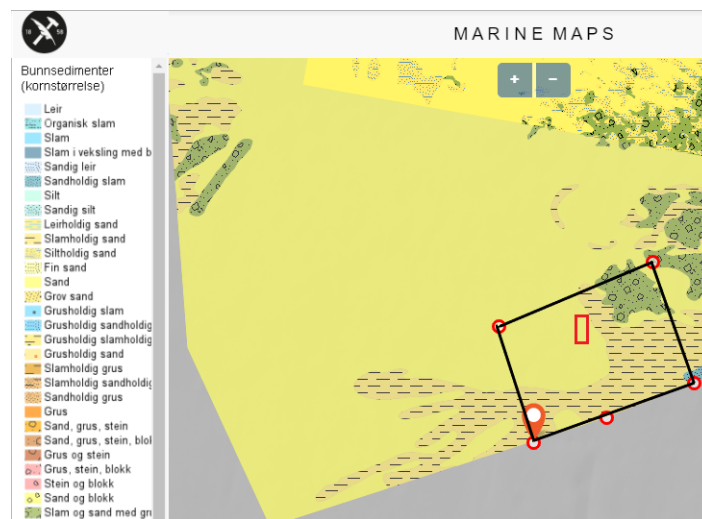 18 58
MARINE MAPS
Bunnsedimenter
(kornstørrelse)
+ −
Leir
Organisk slam
Slam
Slam i veksling med b
Sandig leir
Sandholdig slam
Silt
Sandig silt
Leirholdig sand
Slamholdig sand
Siltholdig sand
Fin sand
Sand
Grov sand
Grusholdig slam
Grusholdig sandholdig
Grusholdig slamholdig
Grusholdig sand
Slamholdig grus
Slamholdig sandholdig
Sandholdig grus
Grus
Sand, grus, stein
Sand, grus, stein, blok
Grus og stein
Grus, stein, blokk
Stein og blokk
Sand og blokk
Slam og sand med gru